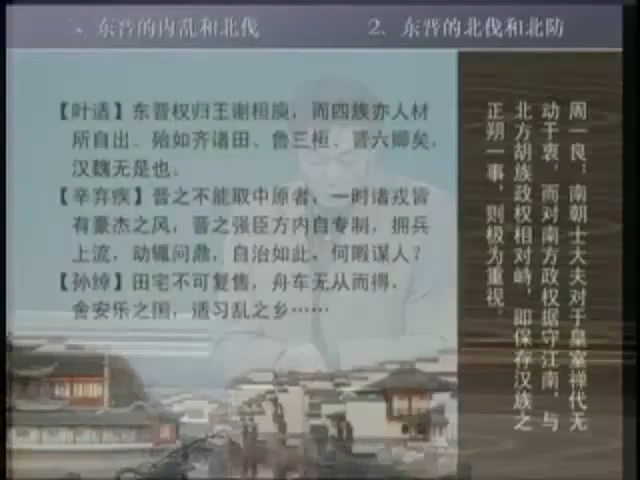 、东晋的内乱和北伐
2、东晋的北伐和北防
【叶适】东晋权归王谢桓庾，而四族亦人材
所自出、殆如齐诸田、鲁三桓、晋六卿矣，
汉魏无是也、
【辛弃疾】晋之不能取中原者，一时诸戎皆
有豪杰之风，晋之强臣方内自专制，拥兵
上流，动辄问鼎，自治如此，何暇谋人？
【孙绰】田宅不可复售，舟车无从而得，
舍安乐之国，适习乱之乡……
周一良：南朝士大夫对于皇室禅代无
动于衷，而对南方政权据守江南，与
北方胡族政权相对峙，即保存汉族之
正朔一事，则极为重视。